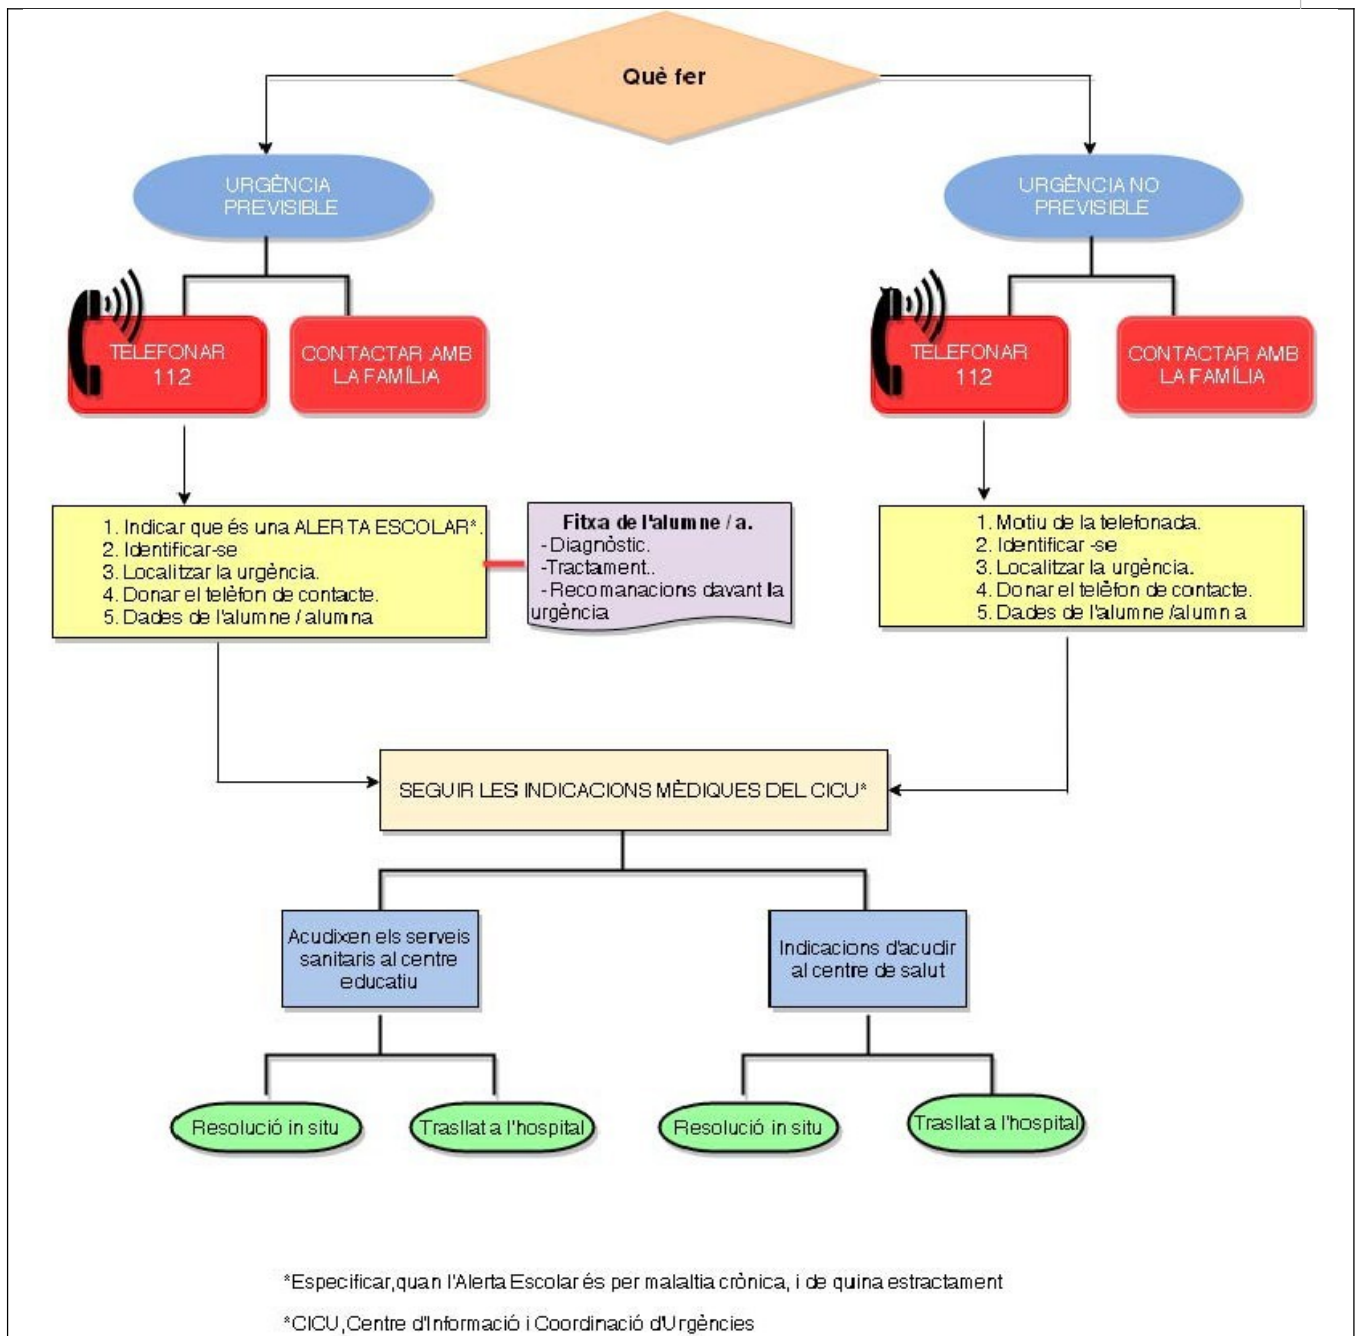 Què fer
URGÈNCIA
PREVISIBLE
URGÈNCIA NO
PREVISIBLE
TELEFONAR
112
CONTACTAR AMB
LA FAMÍLIA
TELEFONAR
112
CONTACTAR AMB
LA FAMÍLIA
1. Indicar que és una ALERTA ESCOLAR*.
2. Identificar-se
3. Localitzar la urgència.
4. Donar el telèfon de contacte.
5. Dades de l'alumne / alumna
Fitxa de l'alumne / a.
-Diagnòstic.
-Tractament..
-Recomanacions davant la
urgència
1. Motiu de la telefonada.
2. Identificar -se
3. Localitzar la urgència.
4. Donar el telèfon de contacte.
5. Dades de l'alumne /alumna
SEGUIR LES INDICACIONS MÈDIQUES DEL CICU*
Acudixen els serveis
sanitaris al centre
educatiu
Indicacions d'acudir
al centre de salut
Resolució in situ
Trasllat a l'hospital
Resolució in situ
Trasllat a l'hospital
*Especificar,quan l'Alerta Escolar és per malaltia crònica, i de quina estractament
*CICU,Centre d'Informació i Coordinació d'Urgències